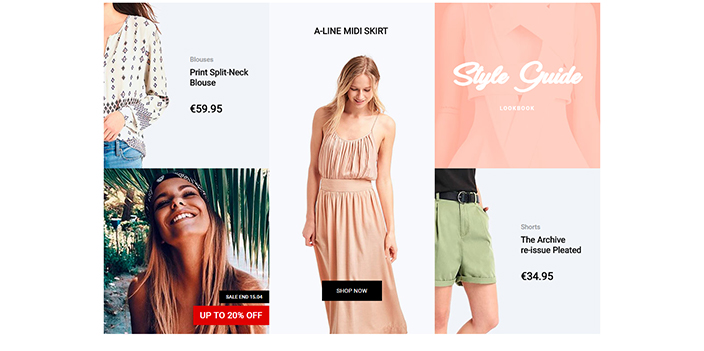 Blouses
Print Split-Neck
Blouse
€59.95
A-LINE MIDI SKIRT
SHOP NOW
Style Guide
LOOKBOOK
SALE END 15.04
UP TO 20% OFF
Shorts
The Archive
re-issue Pleated
€34.95